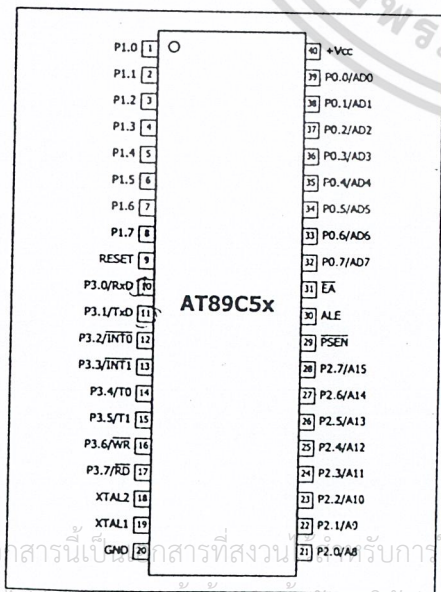 P1.0 1
P1.1 2
P1.2 3
P1.3 4
P1.4 5
P1.5 6
P1.6 7
P1.7 8
RESET 9
P3.0/RxD 10
P3.1/TxD 11
P3.2/I̅N̅T̅0̅ 12
P3.3/I̅N̅T̅1̅ 13
P3.4/T0 14
P3.5/T1 15
P3.6/W̅R̅ 16
P3.7/R̅D̅ 17
XTAL2 18
XTAL1 19
GND 20
AT89C5x
40 +Vcc
39 P0.0/AD0
38 P0.1/AD1
37 P0.2/AD2
36 P0.3/AD3
35 P0.4/AD4
34 P0.5/AD5
33 P0.6/AD6
32 P0.7/AD7
31 E̅A̅
30 ALE
29 P̅S̅E̅N̅
28 P2.7/A15
27 P2.6/A14
26 P2.5/A13
25 P2.4/A12
24 P2.3/A11
23 P2.2/A10
22 P2.1/A9
21 P2.0/A8